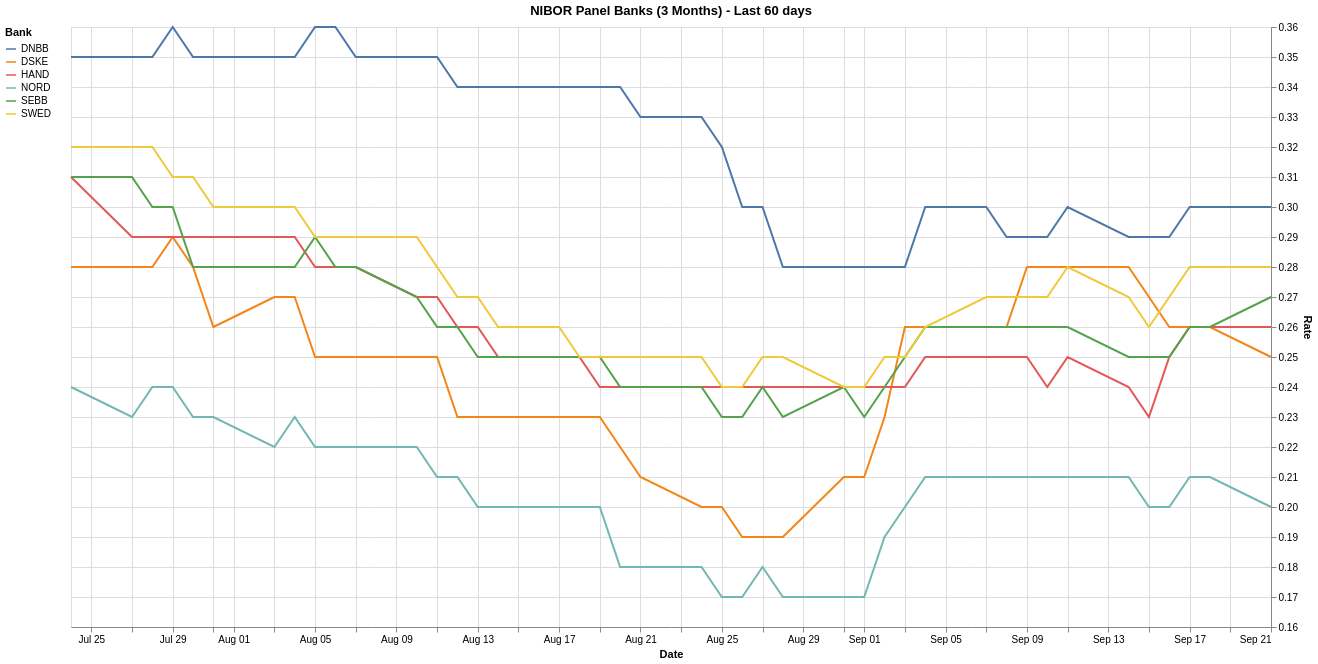 NIBOR Panel Banks (3 Months) - Last 60 days
Bank
DNBB
DSKE
HAND
NORD
SEBB
SWED
0.36
0.35
0.34
0.33
0.32
0.31
0.30
0.29
0.28
0.27
0.26
0.25
0.24
0.23
0.22
0.21
0.20
0.19
0.18
0.17
0.16
Rate
Jul 25 Jul 29 Aug 01 Aug 05 Aug 09 Aug 13 Aug 17 Aug 21 Aug 25 Aug 29 Sep 01 Sep 05 Sep 09 Sep 13 Sep 17 Sep 21
Date